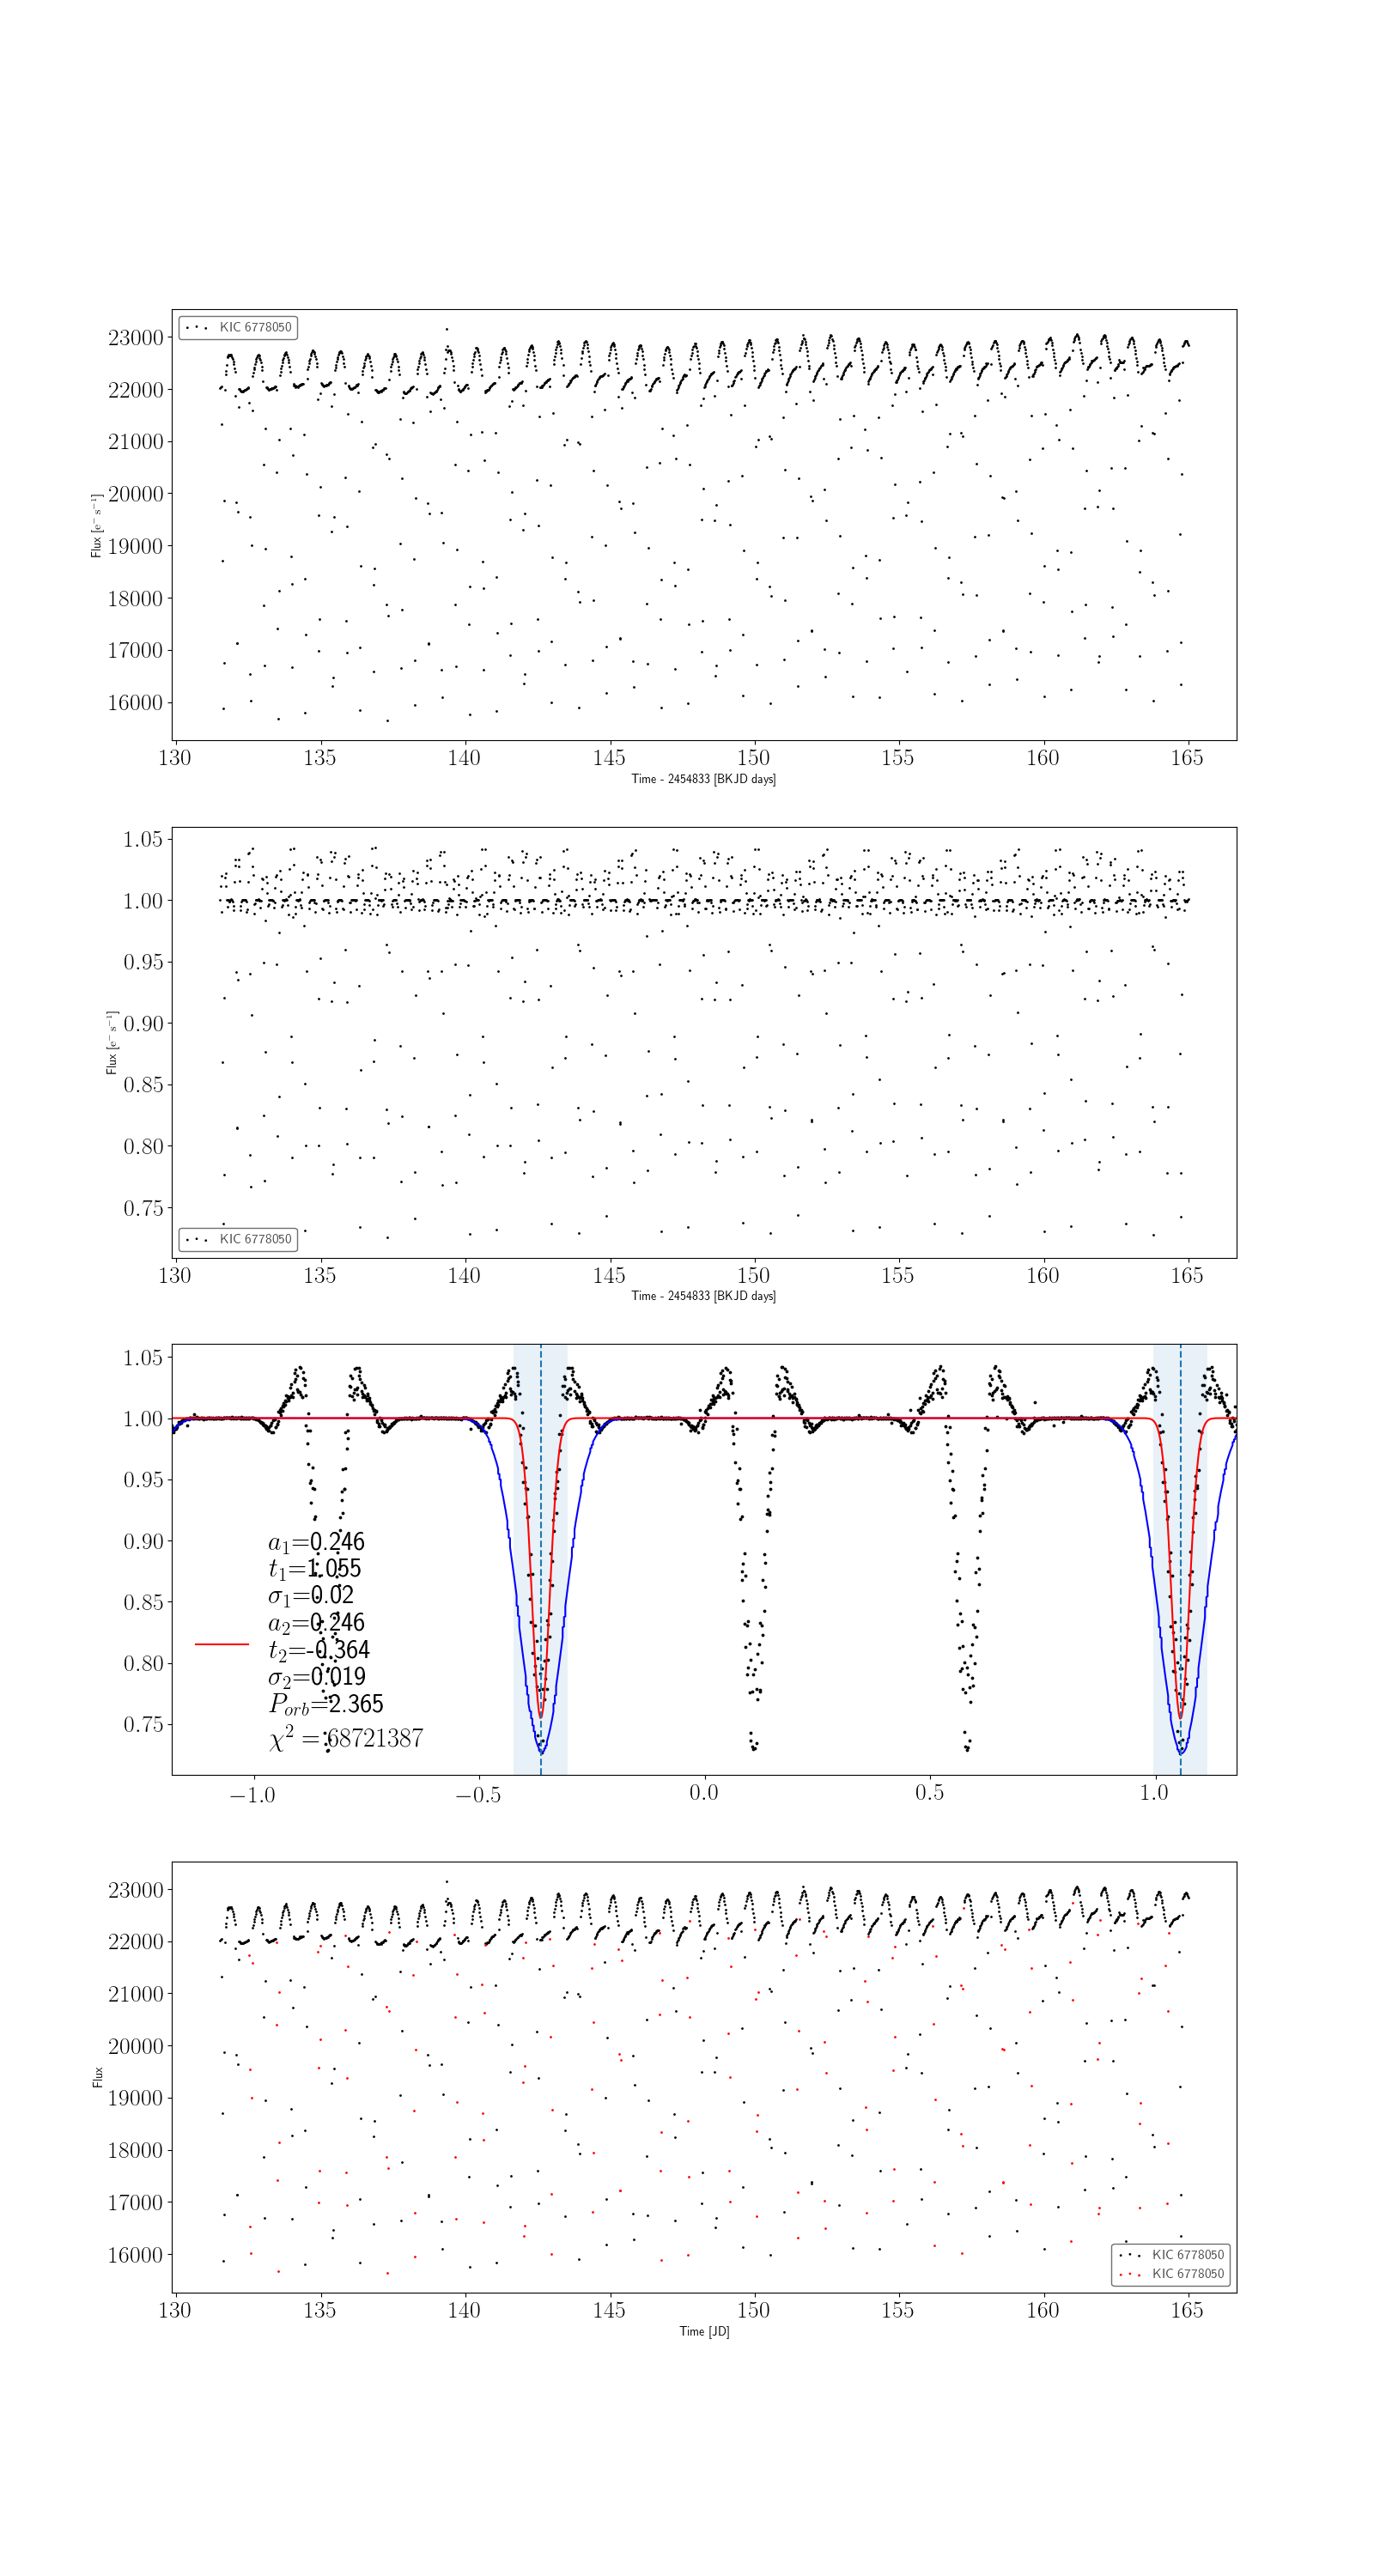 KIC 6778050
23000
22000
21000
20000
19000
18000
17000
16000
Flux [e⁻ s⁻¹]
130 135 140 145 150 155 160 165
Time - 2454833 [BKJD days]
1.05
1.00
0.95
0.90
0.85
0.80
0.75
Flux [e⁻ s⁻¹]
KIC 6778050
130 135 140 145 150 155 160 165
Time - 2454833 [BKJD days]
1.05
1.00
0.95
0.90
0.85
0.80
0.75
a₁=0.246
t₁=1.055
σ₁=0.02
a₂=0.246
t₂=-0.364
σ₂=0.019
P_orb=2.365
χ² = 68721387
−1.0 −0.5 0.0 0.5 1.0
23000
22000
21000
20000
19000
18000
17000
16000
Flux
KIC 6778050
KIC 6778050
130 135 140 145 150 155 160 165
Time [JD]